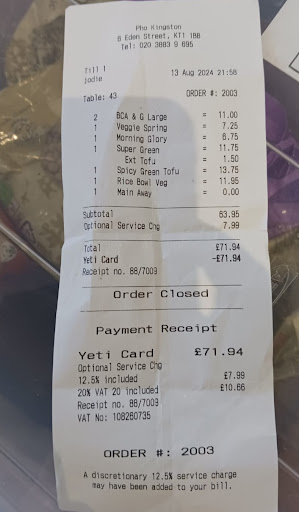 Pho Kingston
6 Eden Street, KT1 1BB
Tel: 020 3883 9 695
Till 1
jodie
13 Aug 2024 21:58
Table: 43 ORDER #: 2003
2 BCA & G Large = 11.00
1 Veggie Spring = 7.25
1 Morning Glory = 6.75
1 Super Green = 11.75
Ext Tofu = 1.50
1 Spicy Green Tofu = 13.75
1 Rice Bowl Veg = 11.95
1 Main Away = 0.00
Subtotal 63.95
Optional Service Chg 7.99
Total £71.94
Yeti Card -£71.94
Receipt no. 88/7009
Order Closed
Payment Receipt
Yeti Card £71.94
Optional Service Chg
12.5% included £7.99
20% VAT 20 included £10.66
Receipt no. 88/7009
VAT No: 108260735
ORDER #: 2003
A discretionary 12.5% service charge
may have been added to your bill.